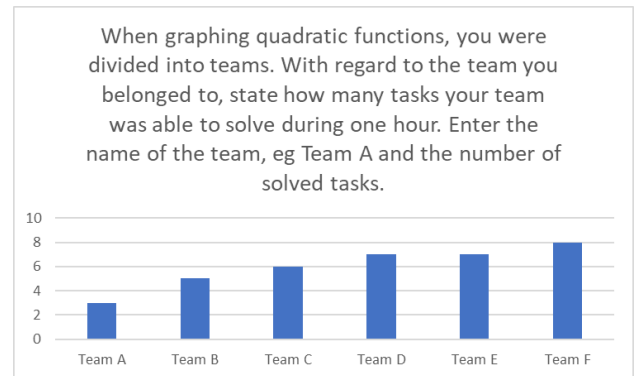 When graphing quadratic functions, you were
divided into teams. With regard to the team you
belonged to, state how many tasks your team
was able to solve during one hour. Enter the
name of the team, eg Team A and the number of
solved tasks.
10
8
6
4
2
0
Team A Team B Team C Team D Team E Team F